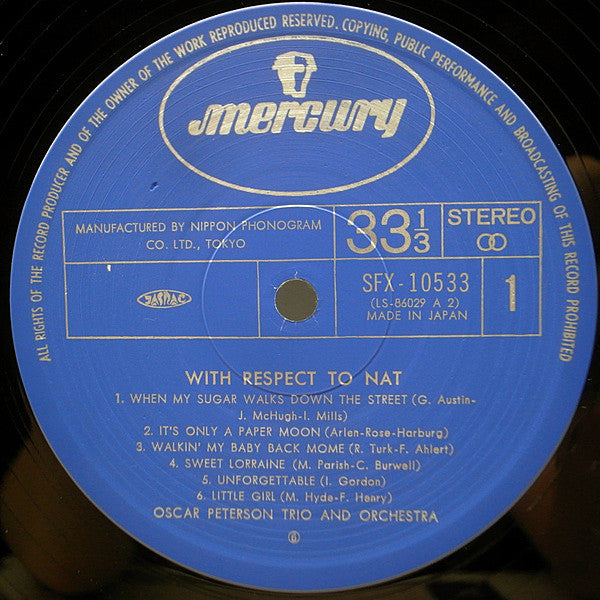 ALL RIGHTS OF THE RECORD PRODUCER AND OF THE OWNER OF THE WORK REPRODUCED RESERVED. COPYING, PUBLIC PERFORMANCE AND BROADCASTING OF THIS RECORD PROHIBITED
mercury
MANUFACTURED BY NIPPON PHONOGRAM
CO. LTD., TOKYO
33 1/3
STEREO
JASRAC
SFX-10533
(LS-86029 A 2)
MADE IN JAPAN
1
WITH RESPECT TO NAT
1. WHEN MY SUGAR WALKS DOWN THE STREET (G. Austin-
J. McHugh-I. Mills)
2. IT'S ONLY A PAPER MOON (Arlen-Rose-Harburg)
3. WALKIN' MY BABY BACK MOME (R. Turk-F. Ahlert)
4. SWEET LORRAINE (M. Parish-C. Burwell)
5. UNFORGETTABLE (I. Gordon)
6. LITTLE GIRL (M. Hyde-F. Henry)
OSCAR PETERSON TRIO AND ORCHESTRA